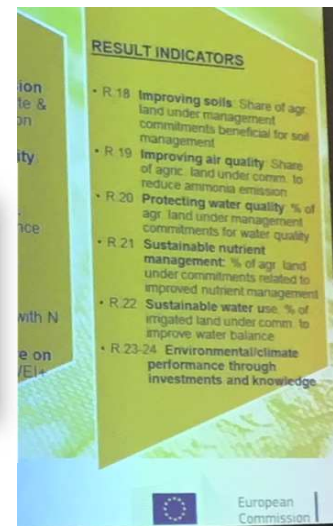 sion
te &
on
ity
nce
with N
e on
/EI+
RESULT INDICATORS
• R.18 Improving soils: Share of agr.
land under management
commitments beneficial for soil
management
• R.19 Improving air quality: Share
of agric. land under comm. to
reduce ammonia emission
• R.20 Protecting water quality: % of
agr. land under management
commitments for water quality
• R.21 Sustainable nutrient
management: % of agr. land
under commitments related to
improved nutrient management
• R.22 Sustainable water use: % of
irrigated land under comm. to
improve water balance
• R.23-24 Environmental/climate
performance through
investments and knowledge
European
Commission